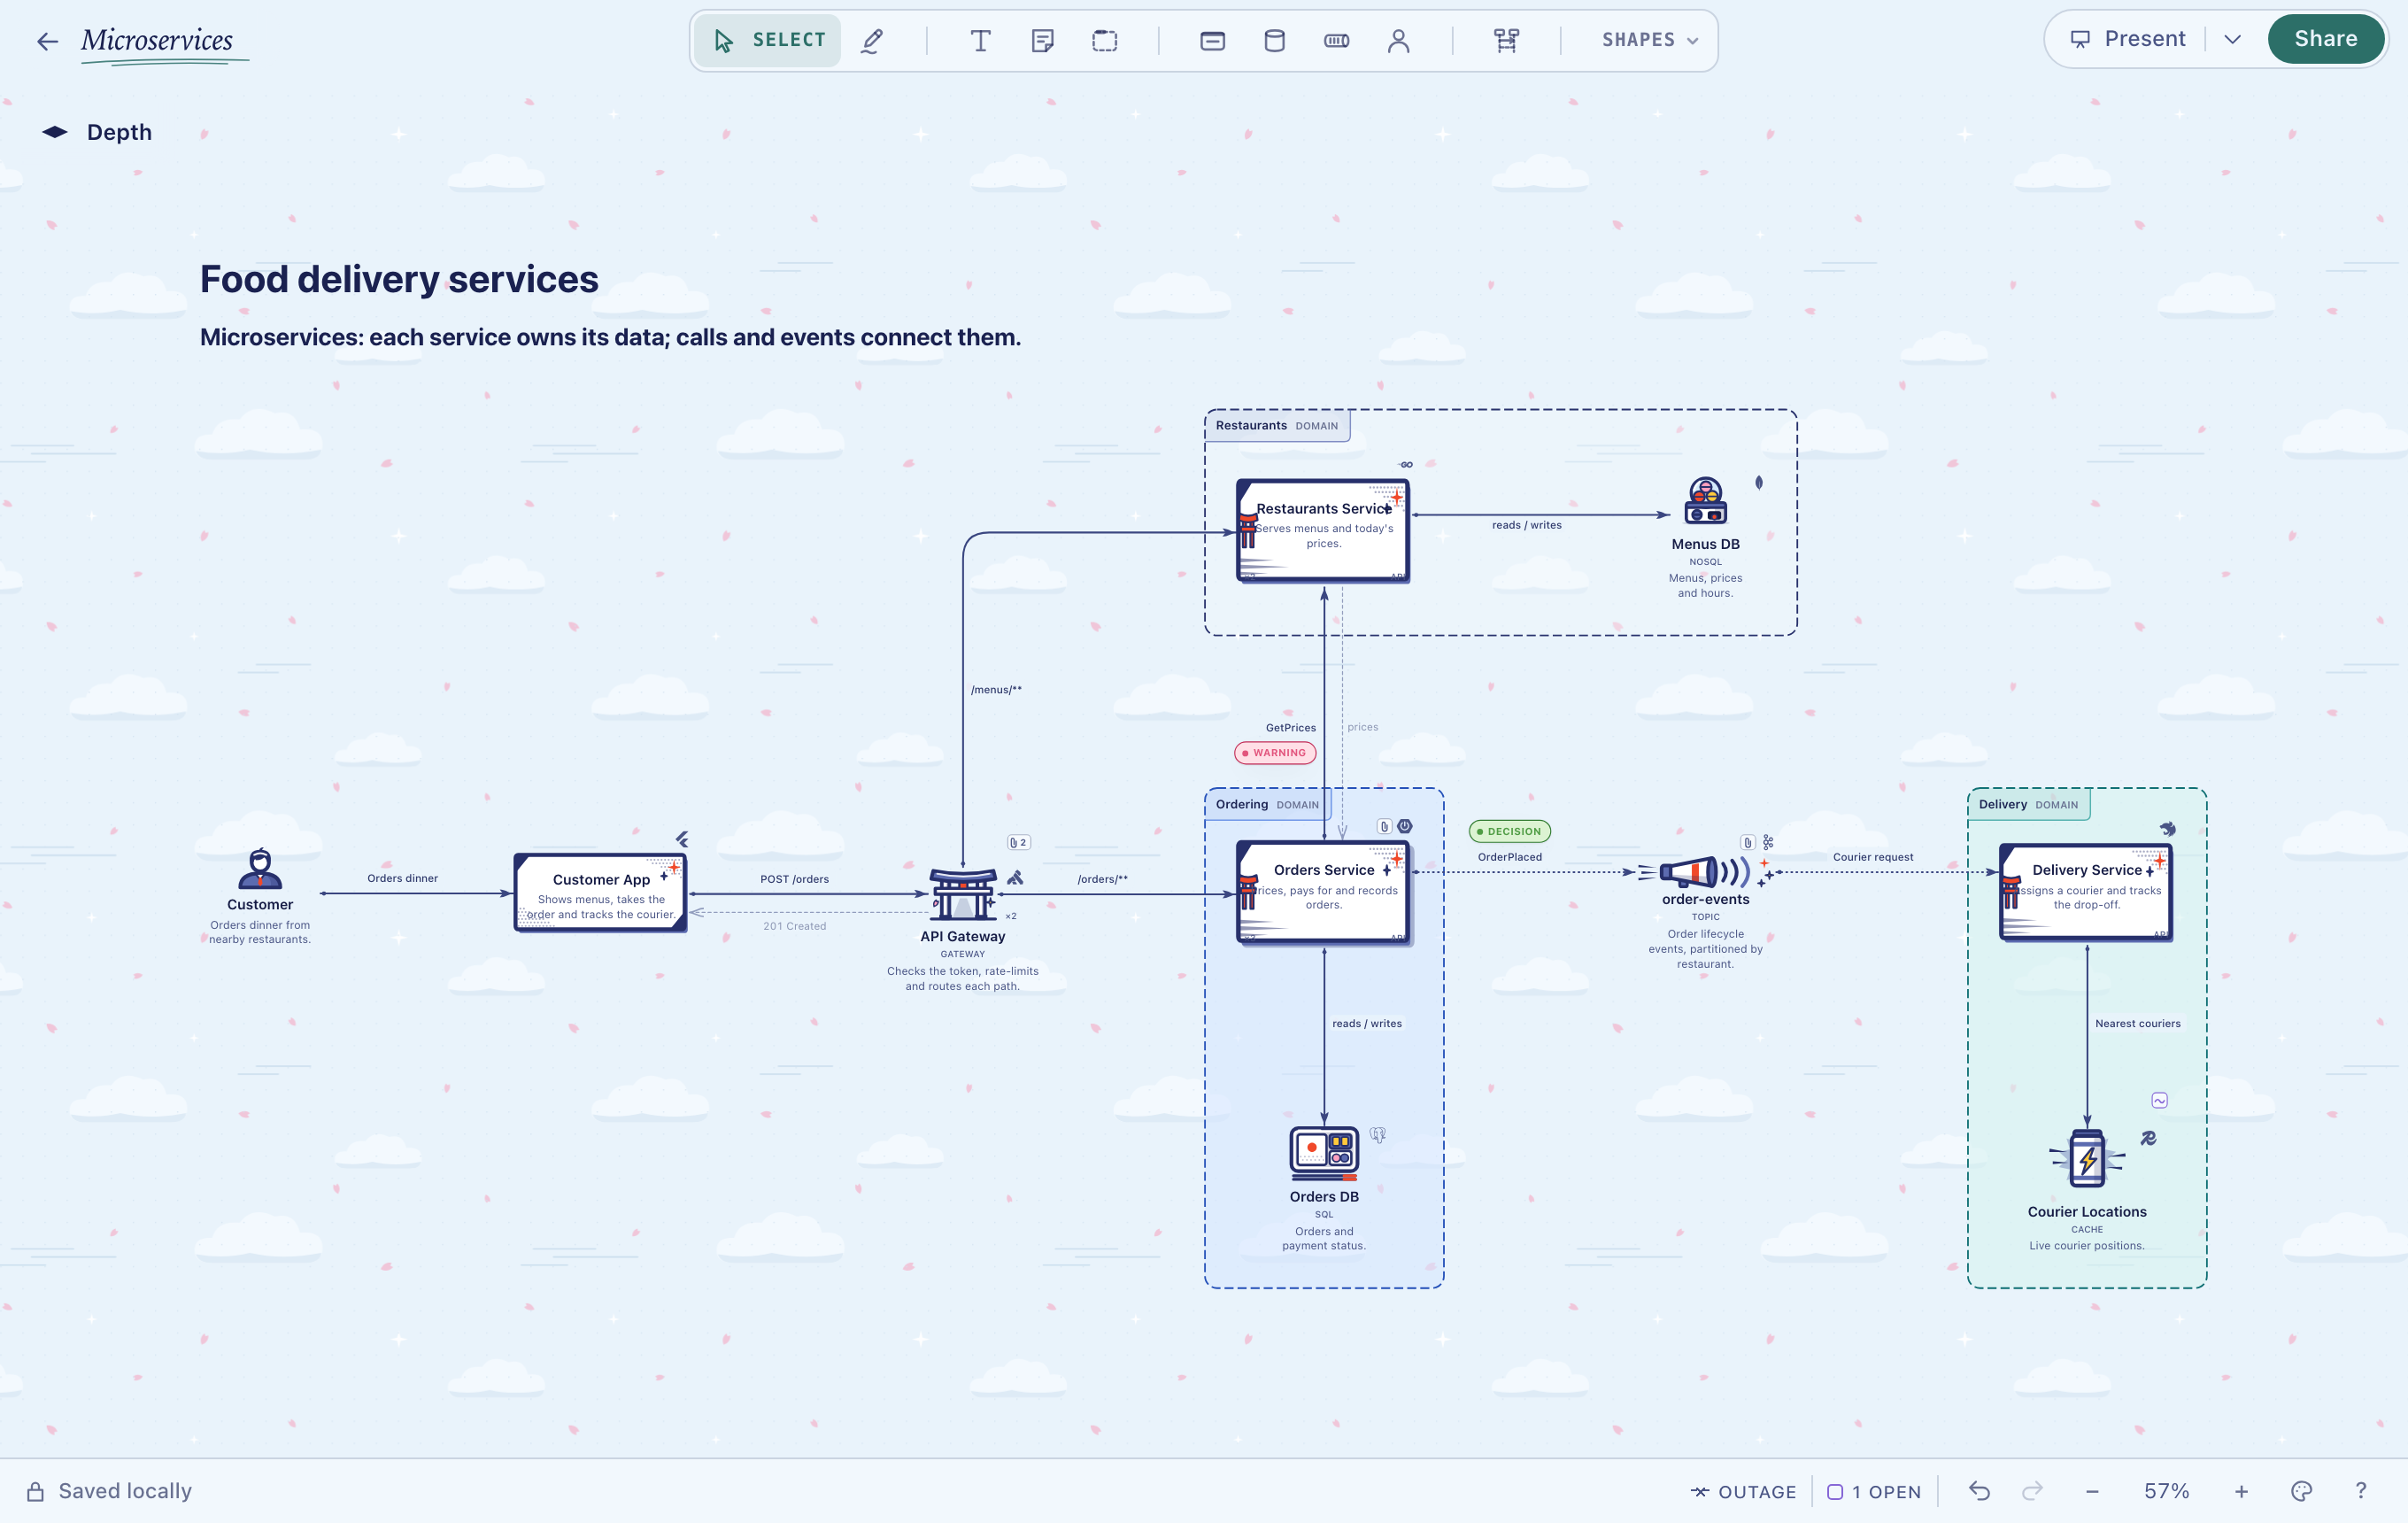 Microservices
SELECT
SHAPES
Present
Share
Depth
Food delivery services
Microservices: each service owns its data; calls and events connect them.
Restaurants DOMAIN
GO
Restaurants Service
Serves menus and today's
prices.
reads / writes
Menus DB
NOSQL
Menus, prices
and hours.
/menus/**
GetPrices
prices
WARNING
Ordering DOMAIN
Delivery DOMAIN
DECISION
2
Customer
Orders dinner from
nearby restaurants.
Orders dinner
Customer App
Shows menus, takes the
order and tracks the courier.
POST /orders
201 Created
×2
API Gateway
GATEWAY
Checks the token, rate-limits
and routes each path.
/orders/**
Orders Service
Prices, pays for and records
orders.
OrderPlaced
order-events
TOPIC
Order lifecycle
events, partitioned by
restaurant.
Courier request
Delivery Service
Assigns a courier and tracks
the drop-off.
reads / writes
Nearest couriers
Orders DB
SQL
Orders and
payment status.
Courier Locations
CACHE
Live courier positions.
Saved locally
OUTAGE
1 OPEN
57%
?